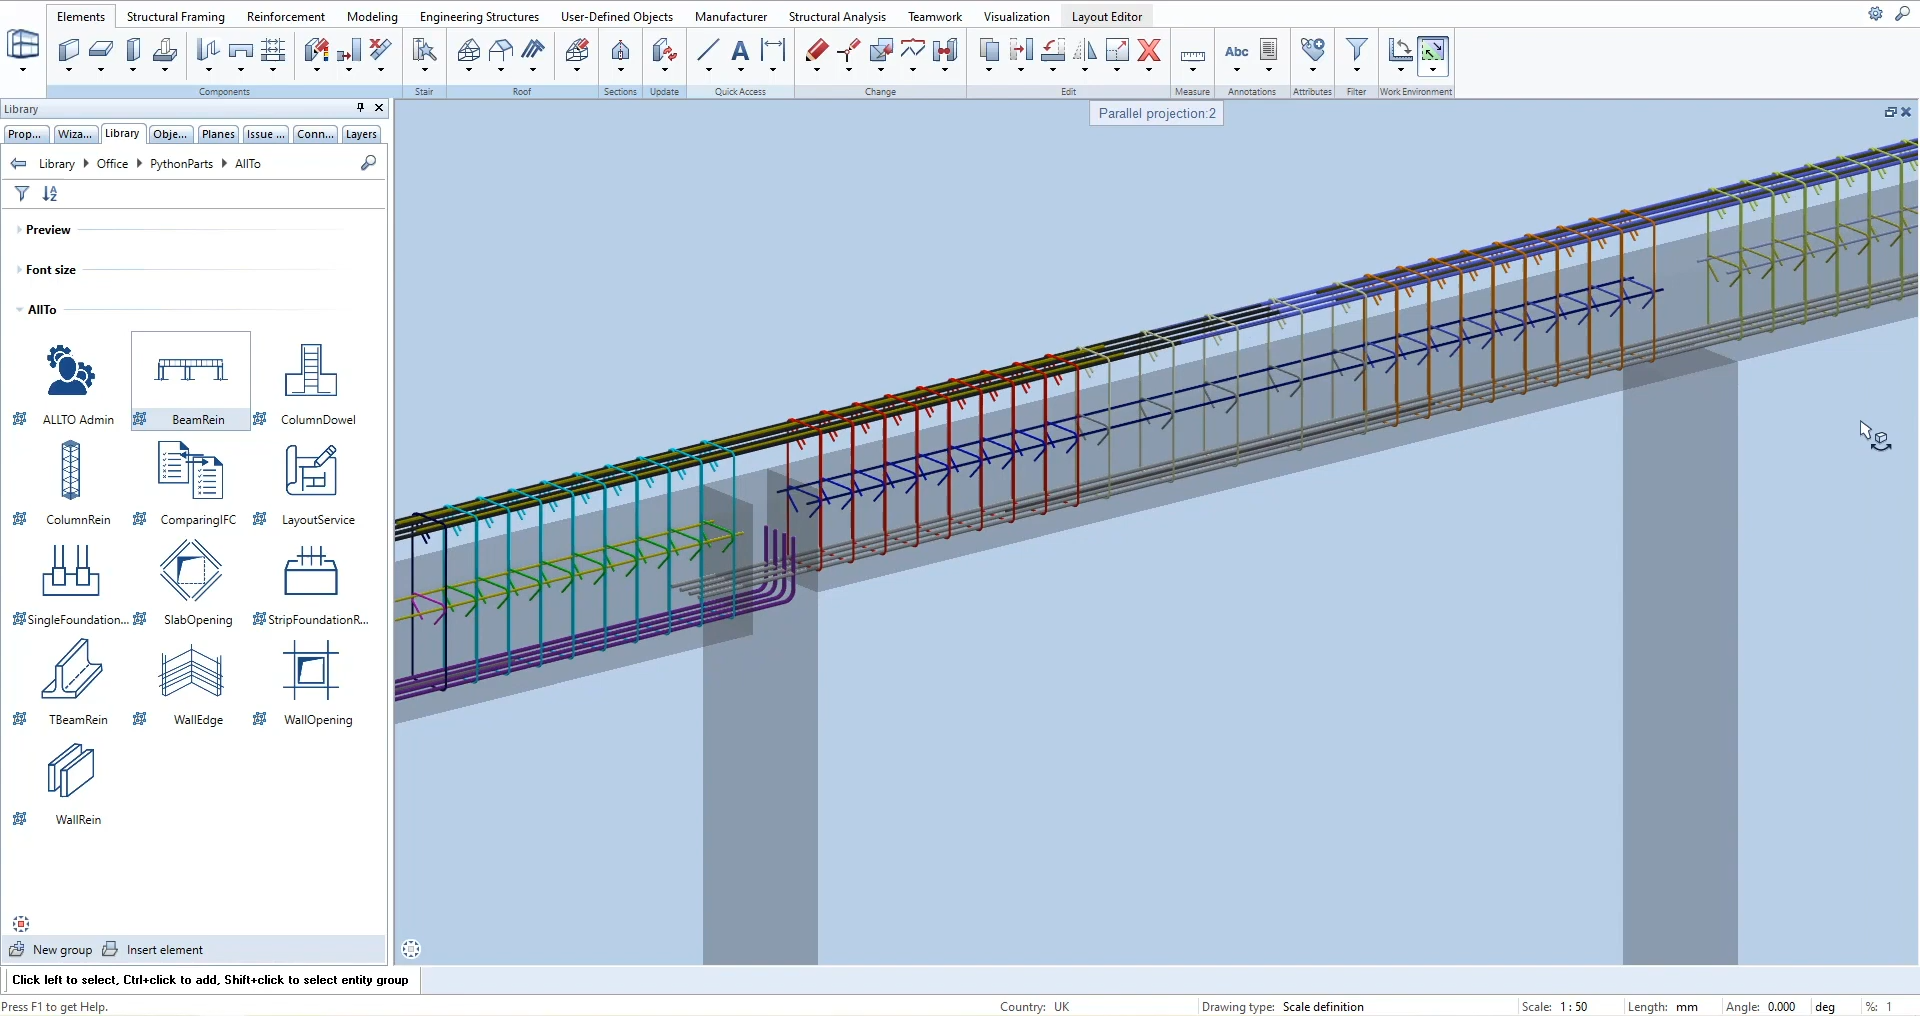 Elements Structural Framing Reinforcement Modeling Engineering Structures User-Defined Objects Manufacturer Structural Analysis Teamwork Visualization Layout Editor
Abc
Components Stair Roof Sections Update Quick Access Change Edit Measure Annotations Attributes Filter Work Environment
Library
Prop... Wiza... Library Obje... Planes Issue ... Conn... Layers
Library Office PythonParts AllTo
Preview
Font size
AllTo
ALLTO Admin BeamRein ColumnDowel
ColumnRein ComparingIFC LayoutService
SingleFoundation... SlabOpening StripFoundationR...
TBeamRein WallEdge WallOpening
WallRein
New group Insert element
Parallel projection:2
Click left to select, Ctrl+click to add, Shift+click to select entity group
Press F1 to get Help. Country: UK Drawing type: Scale definition Scale: 1 : 50 Length: mm Angle: 0.000 deg %: 1